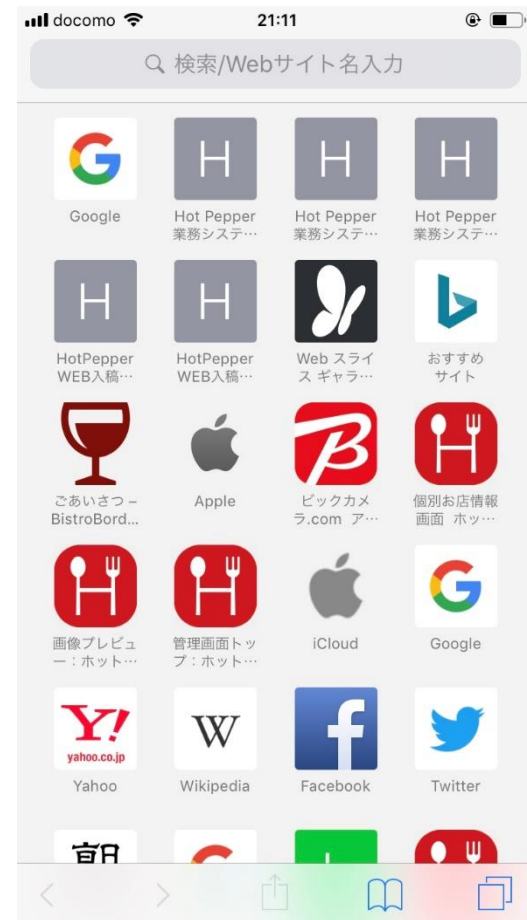 docomo 21:11
検索/Webサイト名入力
G H H H
Google Hot Pepper Hot Pepper Hot Pepper
業務システ… 業務システ… 業務システ…
H H
HotPepper HotPepper Web スライ おすすめ
WEB入稿… WEB入稿… ス ギャラ… サイト
B H
ごあいさつ – Apple ビックカメ 個別お店情報
BistroBord... ラ.com ア… 画面 ホッ…
H H G
画像プレビュ 管理画面トッ iCloud Google
ー：ホット… プ：ホット…
Y! W f
yahoo.co.jp
Yahoo Wikipedia Facebook Twitter